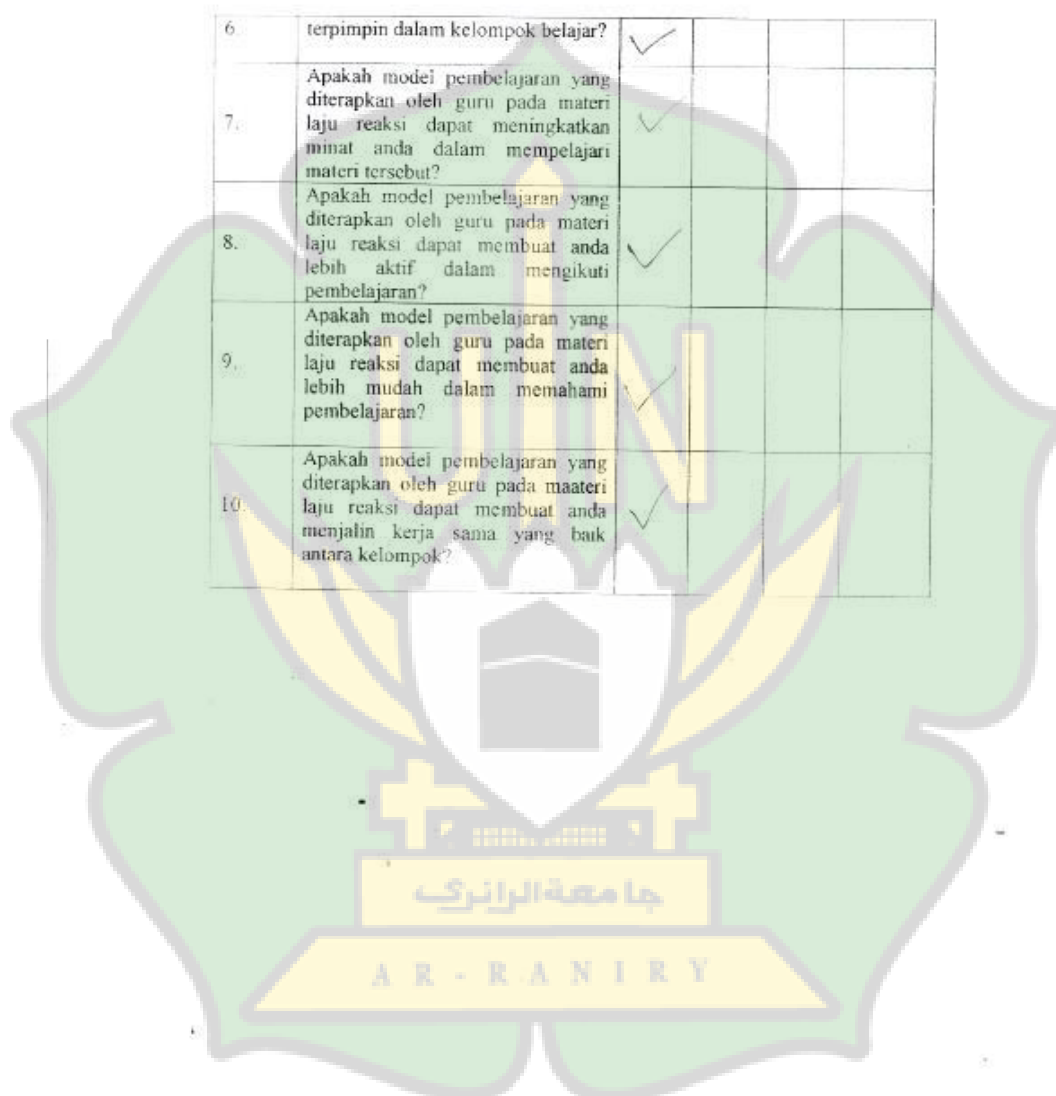 6. terpimpin dalam kelompok belajar? ✓
Apakah model pembelajaran yang
diterapkan oleh guru pada materi
7. laju reaksi dapat meningkatkan ✓
minat anda dalam mempelajari
materi tersebut?
Apakah model pembelajaran yang
diterapkan oleh guru pada materi
8. laju reaksi dapat membuat anda ✓
lebih aktif dalam mengikuti
pembelajaran?
Apakah model pembelajaran yang
diterapkan oleh guru pada materi
9. laju reaksi dapat membuat anda
lebih mudah dalam memahami ✓
pembelajaran?
Apakah model pembelajaran yang
diterapkan oleh guru pada maateri
10. laju reaksi dapat membuat anda ✓
menjalin kerja sama yang baik
antara kelompok?
UIN
جامعة الرانري
AR-RANIRY